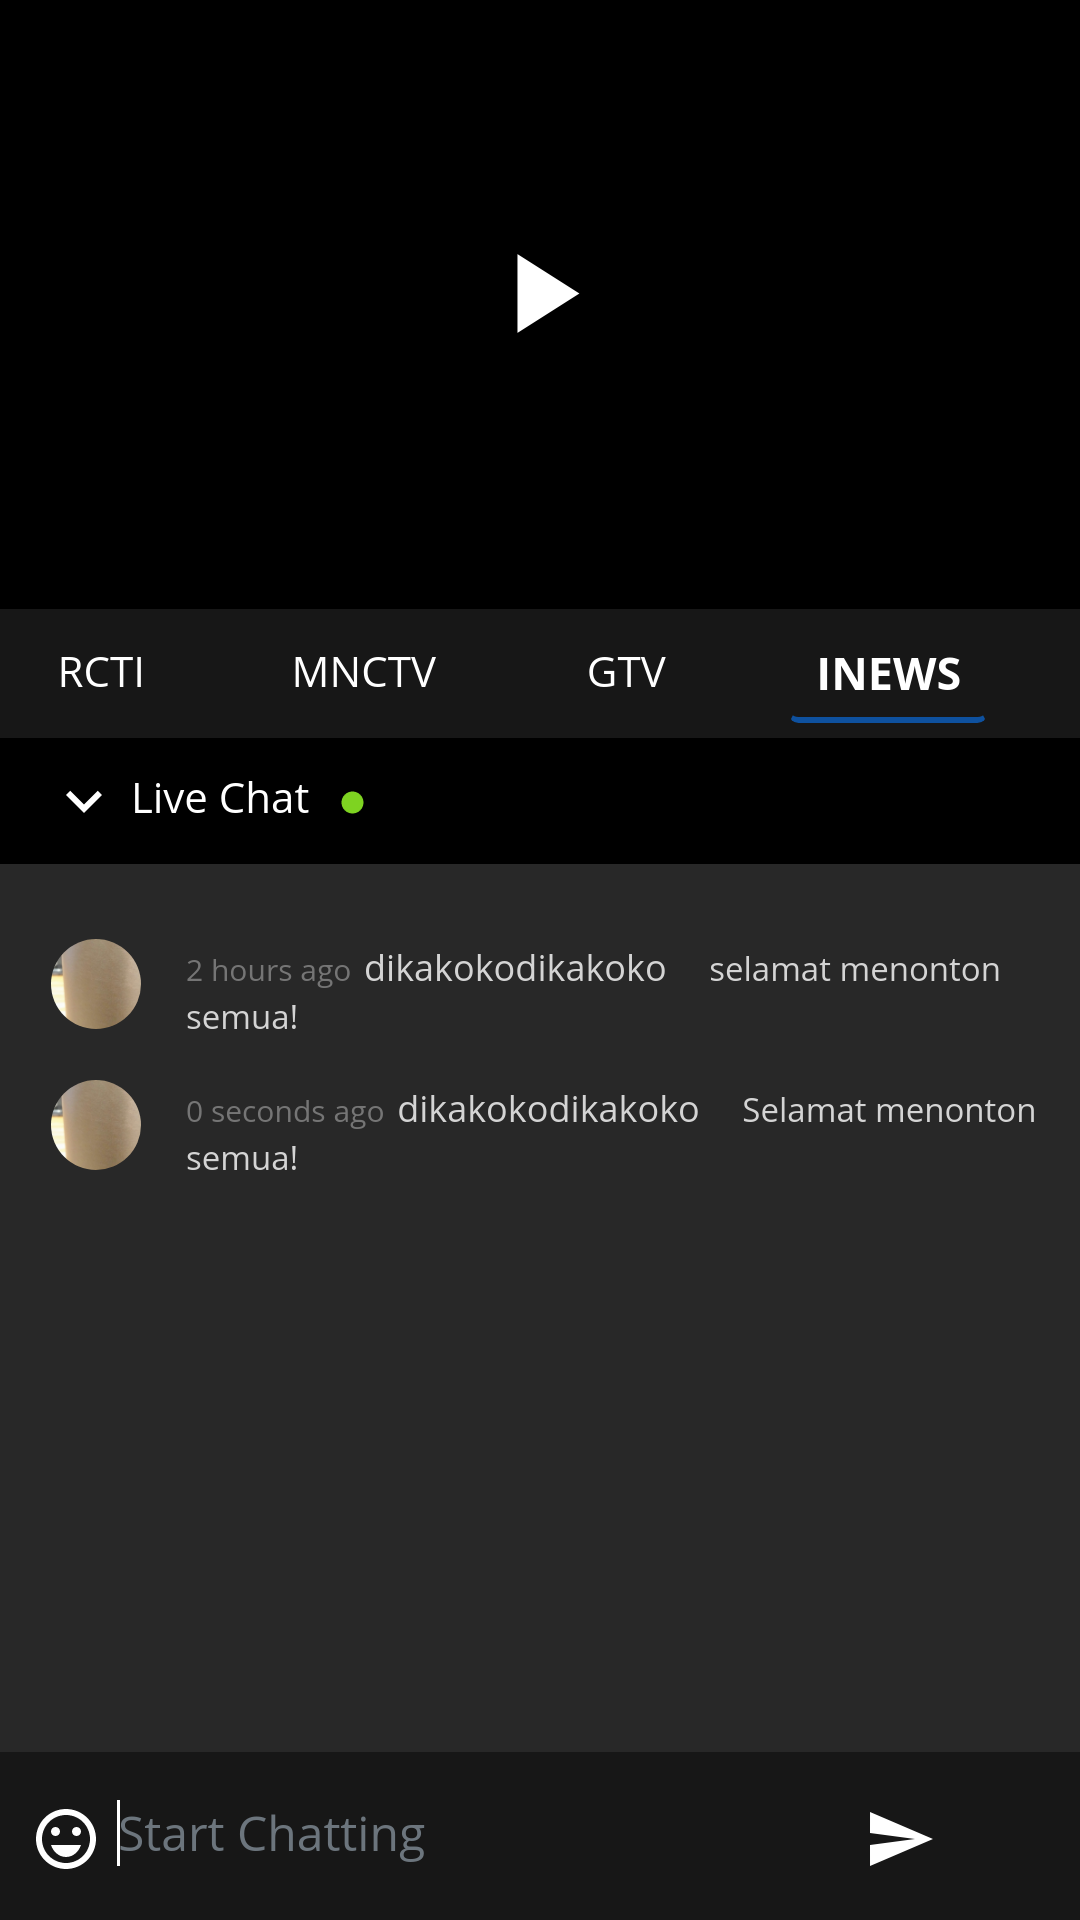 RCTI MNCTV GTV INEWS
Live Chat
2 hours ago dikakokodikakoko selamat menonton
semua!
0 seconds ago dikakokodikakoko Selamat menonton
semua!
Start Chatting